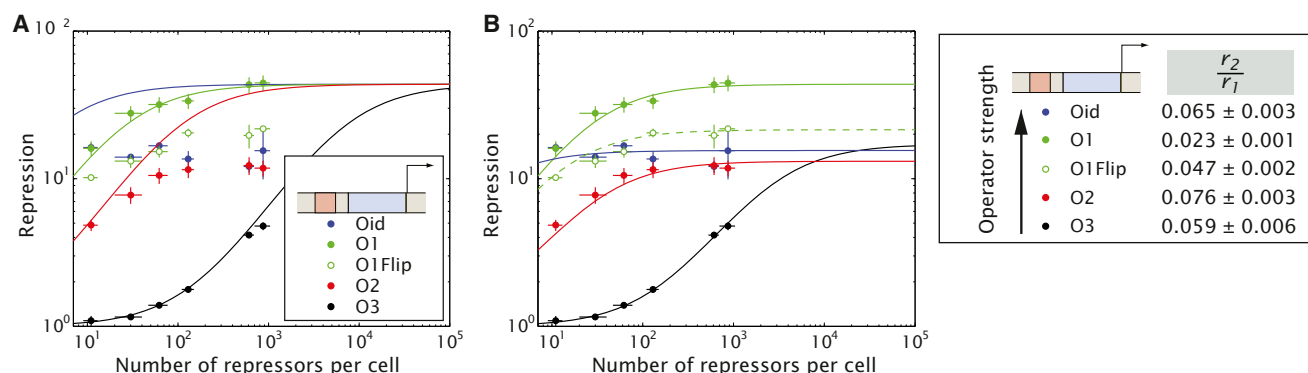 A
Repression
10 2
10 1
10 0
10 1
10 2
10 3
10 4
10 5
Number of repressors per cell
Oid
O1
O1Flip
O2
O3
B
Repression
10 2
10 1
10 0
10 1
10 2
10 3
10 4
10 5
Number of repressors per cell
Operator strength
r2
r1
Oid 0.065 ± 0.003
O1 0.023 ± 0.001
O1Flip 0.047 ± 0.002
O2 0.076 ± 0.003
O3 0.059 ± 0.006